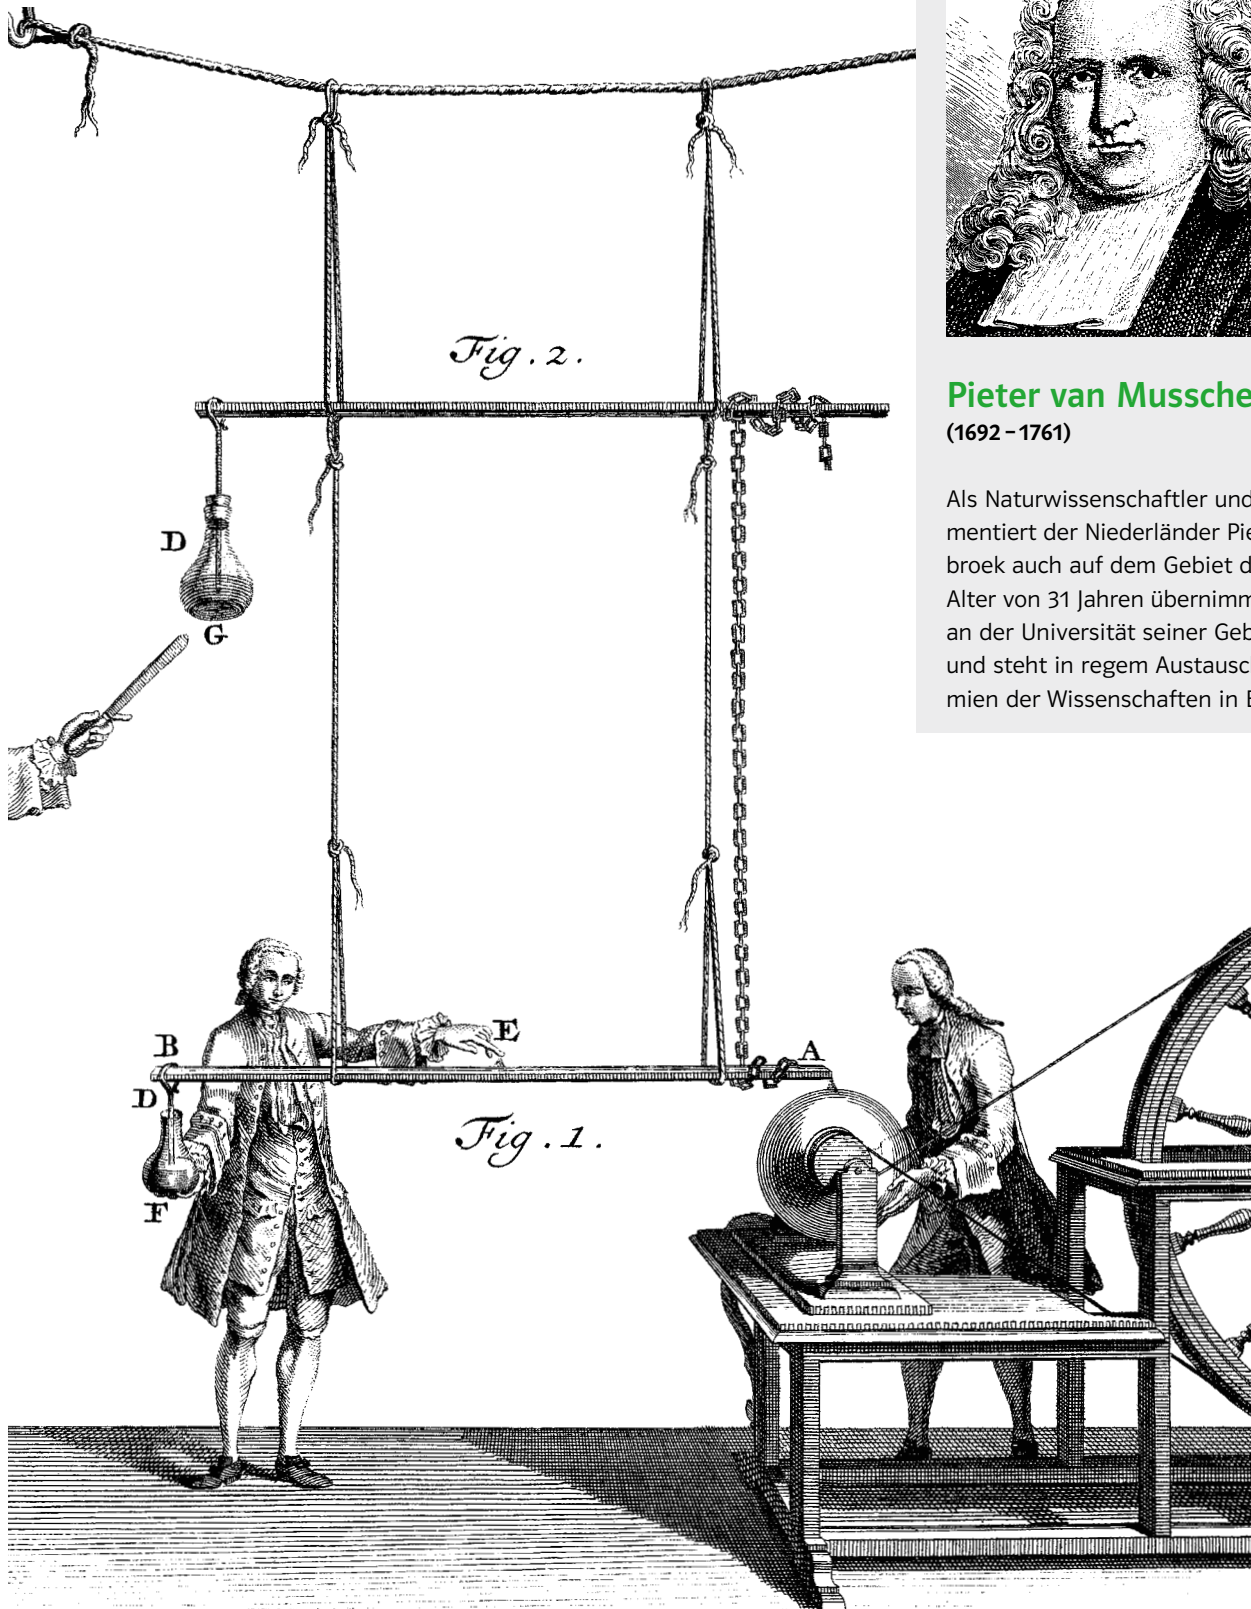 Fig. 2.
D
G
B
D
F
E
A
Fig. 1.
Pieter van Mussche
(1692 – 1761)
Als Naturwissenschaftler und
mentiert der Niederländer Pie
broek auch auf dem Gebiet d
Alter von 31 Jahren übernimm
an der Universität seiner Geb
und steht in regem Austausc
mien der Wissenschaften in